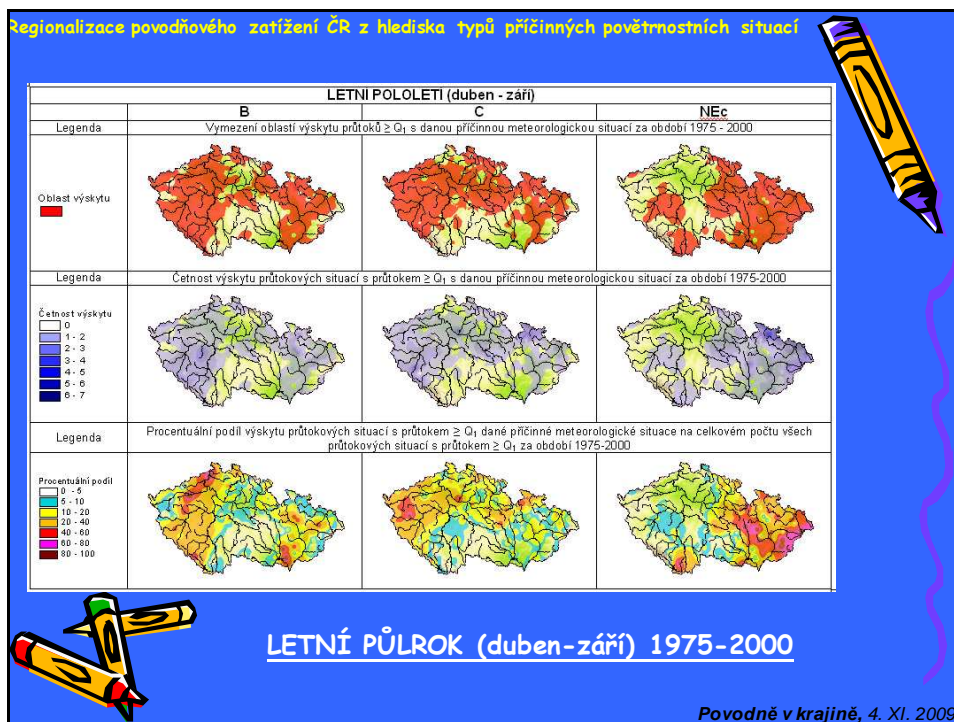 Regionalizace povodňového zatížení ČR z hlediska typů příčinných povětrnostních situací
LETNI POLOLETÍ (duben - září)
B C NEc
Legenda Vymezení oblastí výskytu průtoků ≥ Q₁ s danou příčinnou meteorologickou situací za období 1975 - 2000
Oblast výskytu
Legenda Četnost výskytu průtokových situací s průtokem ≥ Q₁ s danou příčinnou meteorologickou situací za období 1975-2000
Četnost výskytu
0
1 - 2
2 - 3
3 - 4
4 - 5
5 - 6
6 - 7
Legenda Procentuální podíl výskytu průtokových situací s průtokem ≥ Q₁ dané příčinné meteorologické situace na celkovém počtu všech
průtokových situací s průtokem ≥ Q₁ za období 1975-2000
Procentuální podíl
0 - 5
5 - 10
10 - 20
20 - 40
40 - 60
60 - 80
80 - 100
LETNÍ PŮLROK (duben-září) 1975-2000
Povodně v krajině, 4. XI. 2009